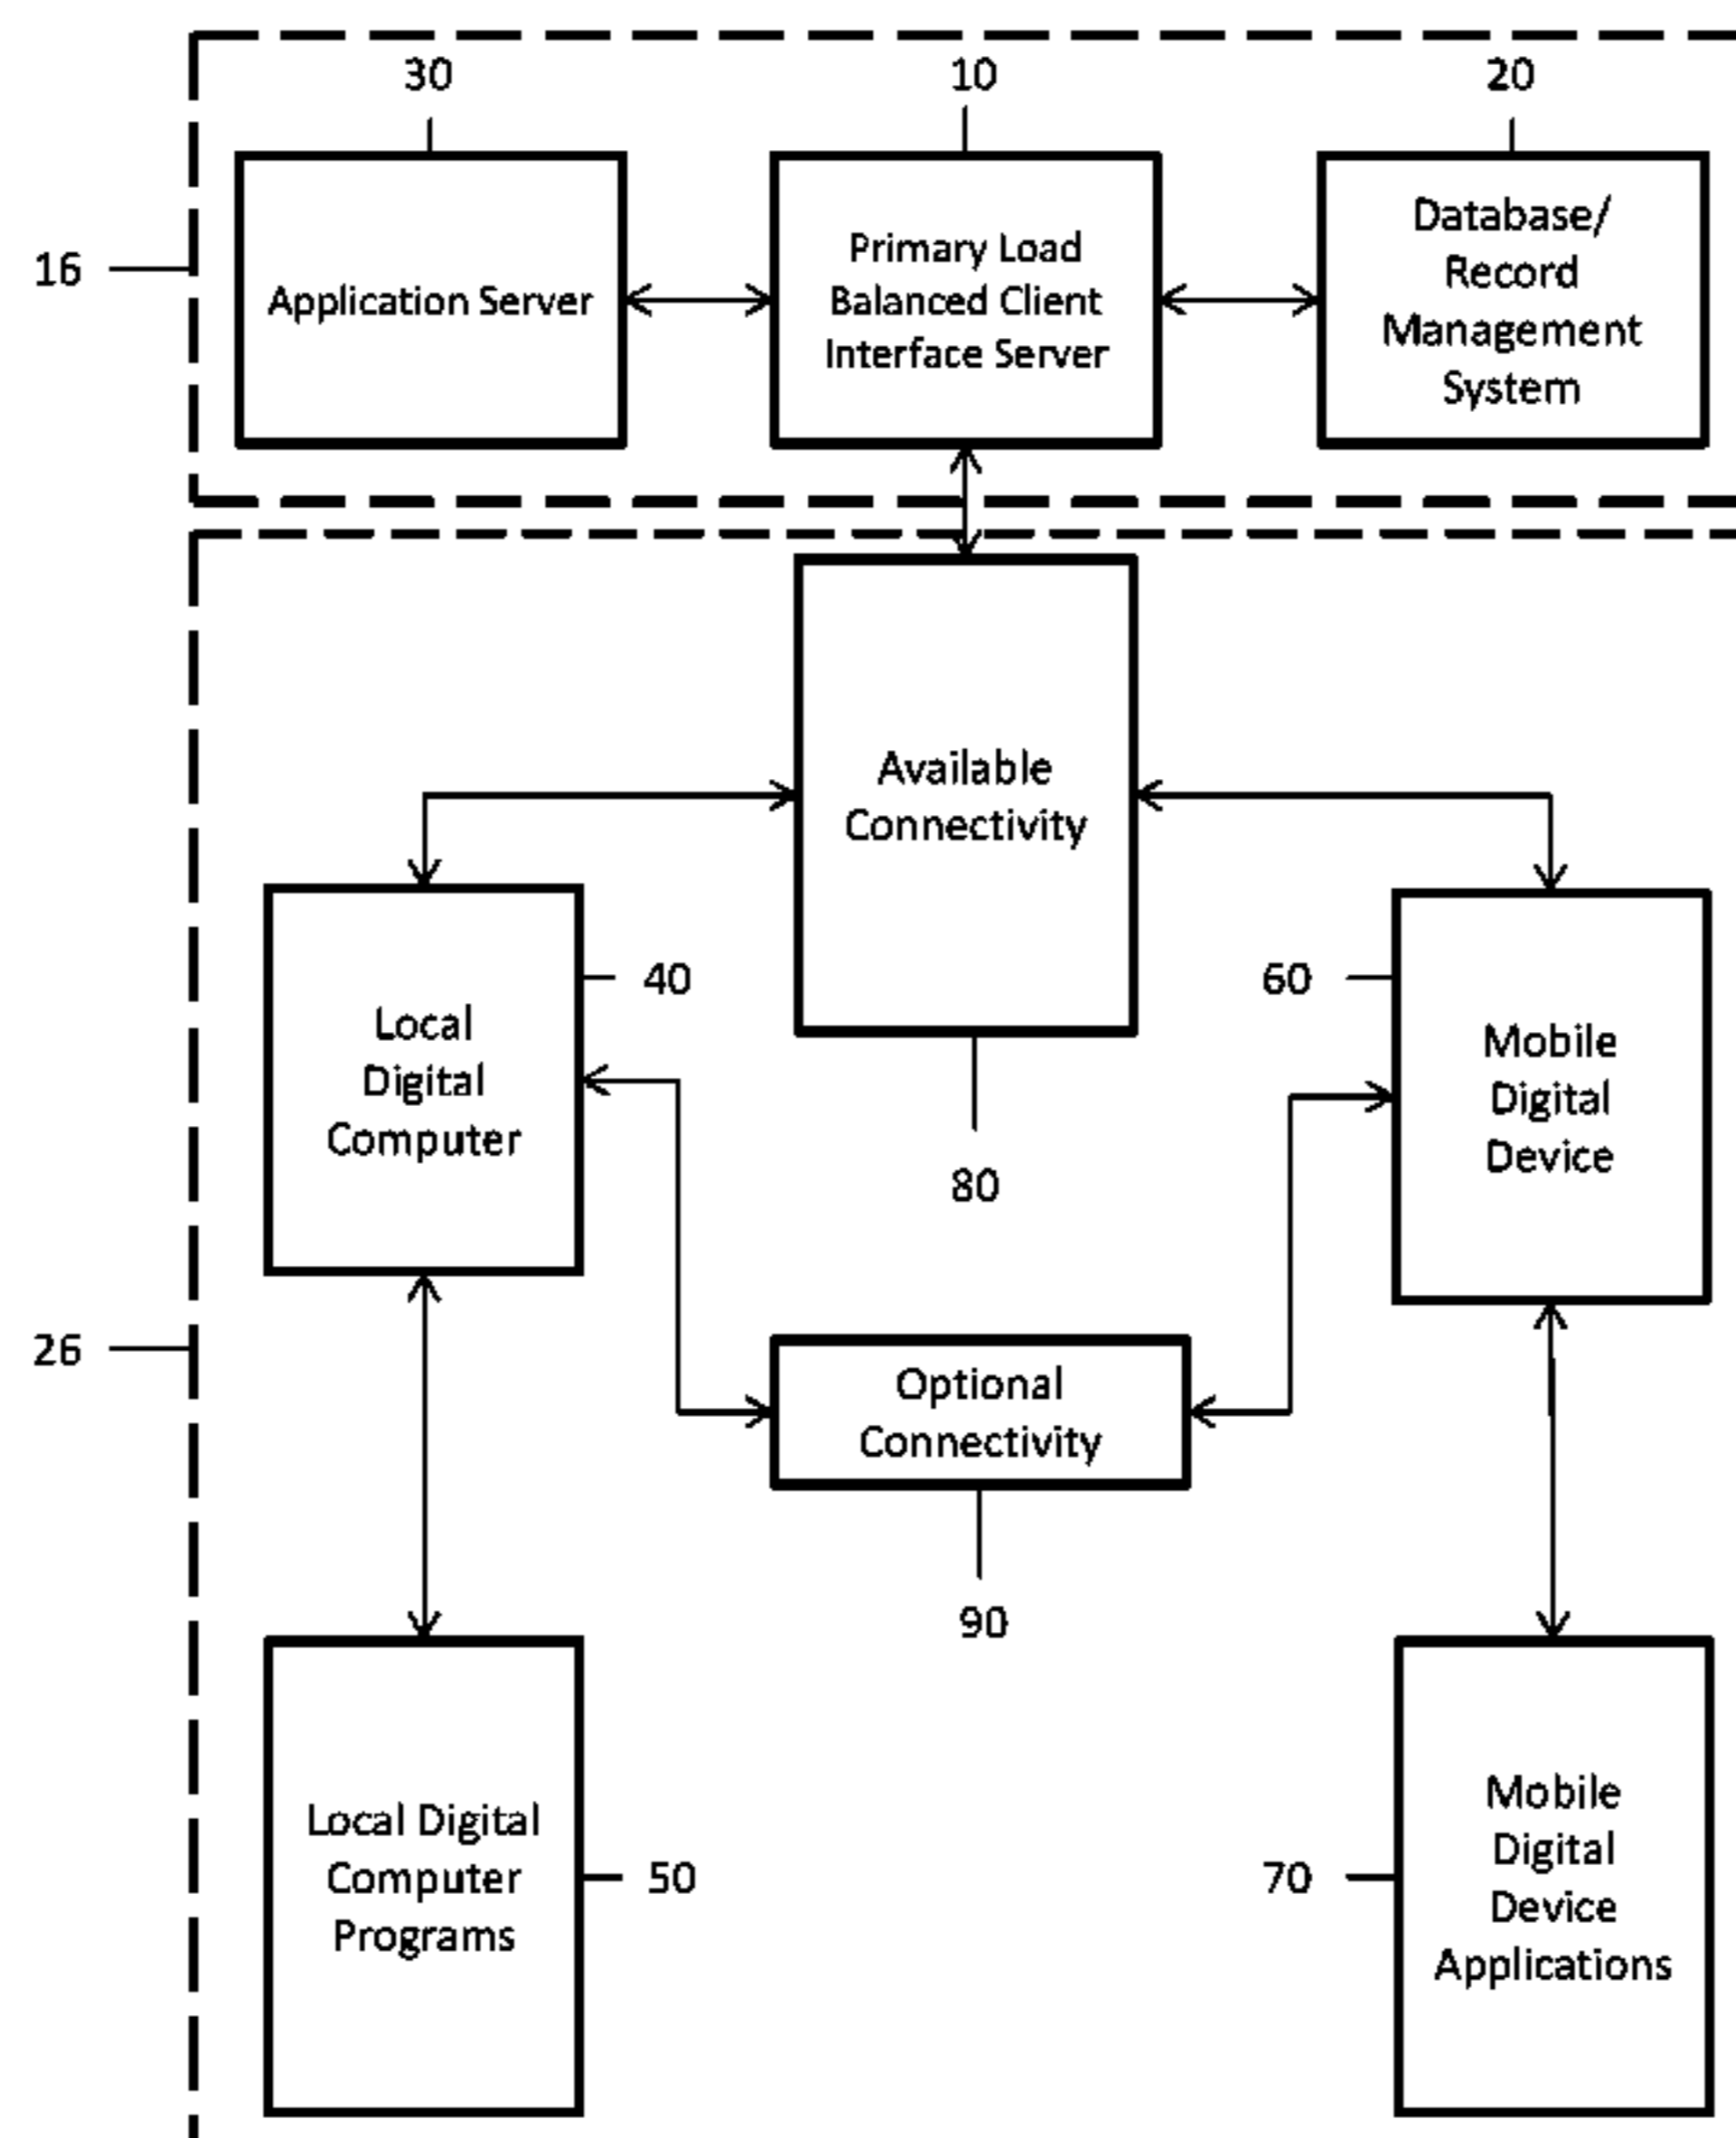 30
10
20
16
Application Server
Primary Load
Balanced Client
Interface Server
Database/
Record
Management
System
Available
Connectivity
80
Local
Digital
Computer
40
60
Mobile
Digital
Device
26
Optional
Connectivity
90
Local Digital
Computer
Programs
50
70
Mobile
Digital
Device
Applications